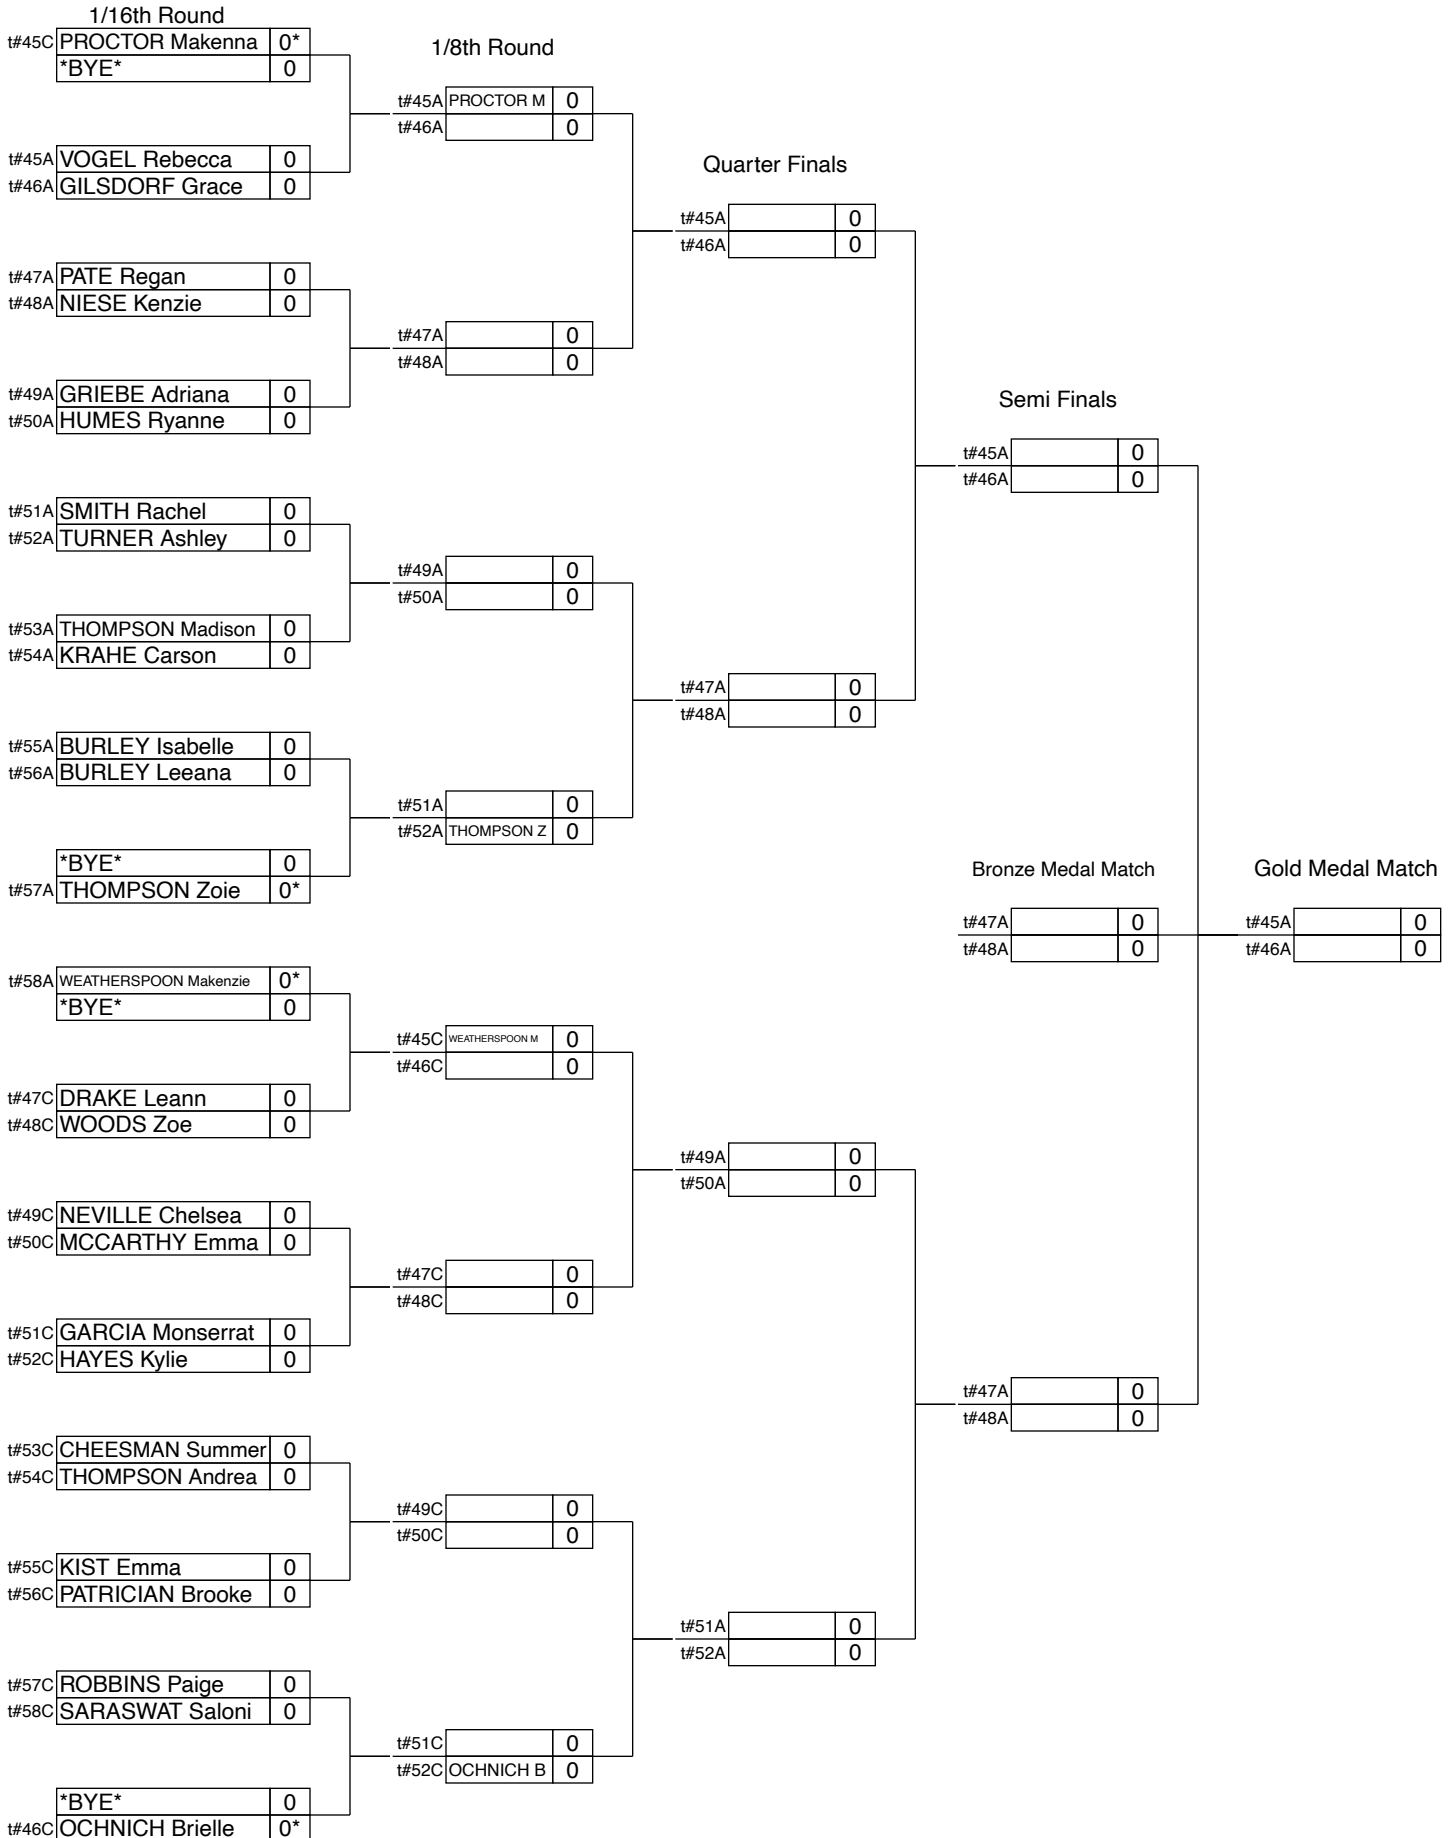 1/16th Round
t#45C PROCTOR Makenna 0*
*BYE* 0
t#45A VOGEL Rebecca 0
t#46A GILSDORF Grace 0
t#47A PATE Regan 0
t#48A NIESE Kenzie 0
t#49A GRIEBE Adriana 0
t#50A HUMES Ryanne 0
t#51A SMITH Rachel 0
t#52A TURNER Ashley 0
t#53A THOMPSON Madison 0
t#54A KRAHE Carson 0
t#55A BURLEY Isabelle 0
t#56A BURLEY Leeana 0
*BYE* 0
t#57A THOMPSON Zoie 0*
t#58A WEATHERSPOON Makenzie 0*
*BYE* 0
t#47C DRAKE Leann 0
t#48C WOODS Zoe 0
t#49C NEVILLE Chelsea 0
t#50C MCCARTHY Emma 0
t#51C GARCIA Monserrat 0
t#52C HAYES Kylie 0
t#53C CHEESMAN Summer 0
t#54C THOMPSON Andrea 0
t#55C KIST Emma 0
t#56C PATRICIAN Brooke 0
t#57C ROBBINS Paige 0
t#58C SARASWAT Saloni 0
*BYE* 0
t#46C OCHNICH Brielle 0*
1/8th Round
t#45A PROCTOR M 0
t#46A 0
t#47A 0
t#48A 0
t#49A 0
t#50A 0
t#51A 0
t#52A THOMPSON Z 0
t#45C WEATHERSPOON M 0
t#46C 0
t#47C 0
t#48C 0
t#49C 0
t#50C 0
t#51C 0
t#52C OCHNICH B 0
Quarter Finals
t#45A 0
t#46A 0
t#47A 0
t#48A 0
t#49A 0
t#50A 0
t#51A 0
t#52A 0
Semi Finals
t#45A 0
t#46A 0
t#47A 0
t#48A 0
Bronze Medal Match
t#47A 0
t#48A 0
Gold Medal Match
t#45A 0
t#46A 0